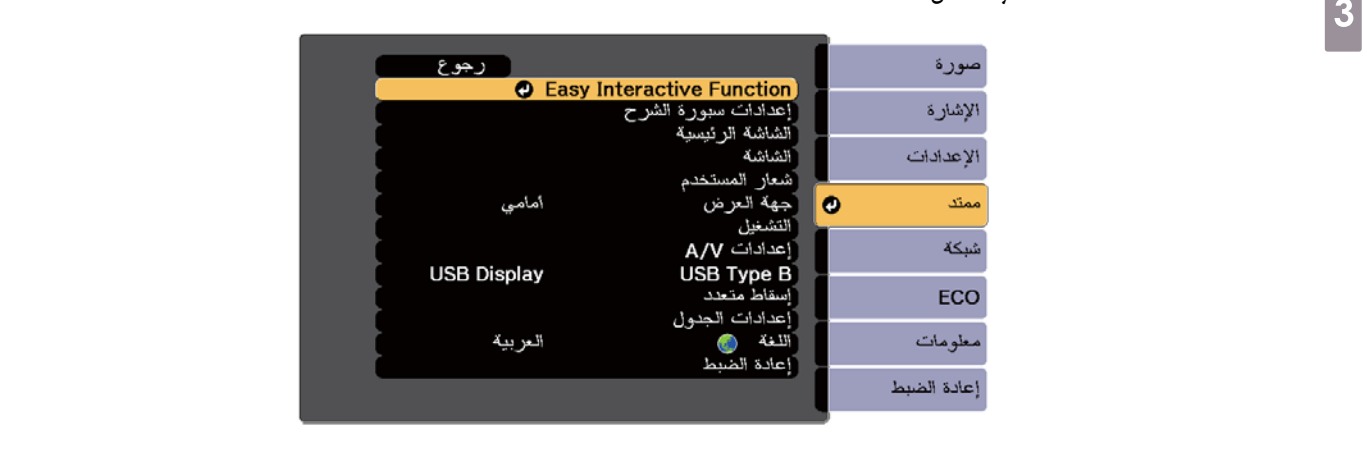 3
صورة
الإشارة
الإعدادات
ممتد
شبكة
ECO
معلومات
إعادة الضبط
رجوع
Easy Interactive Function
إعدادات سبورة الشرح
الشاشة الرئيسية
الشاشة
شعار المستخدم
جهة العرض أمامي
التشغيل
إعدادات A/V
USB Type B USB Display
إسقاط متعدد
إعدادات الجدول
اللغة العربية
إعادة الضبط